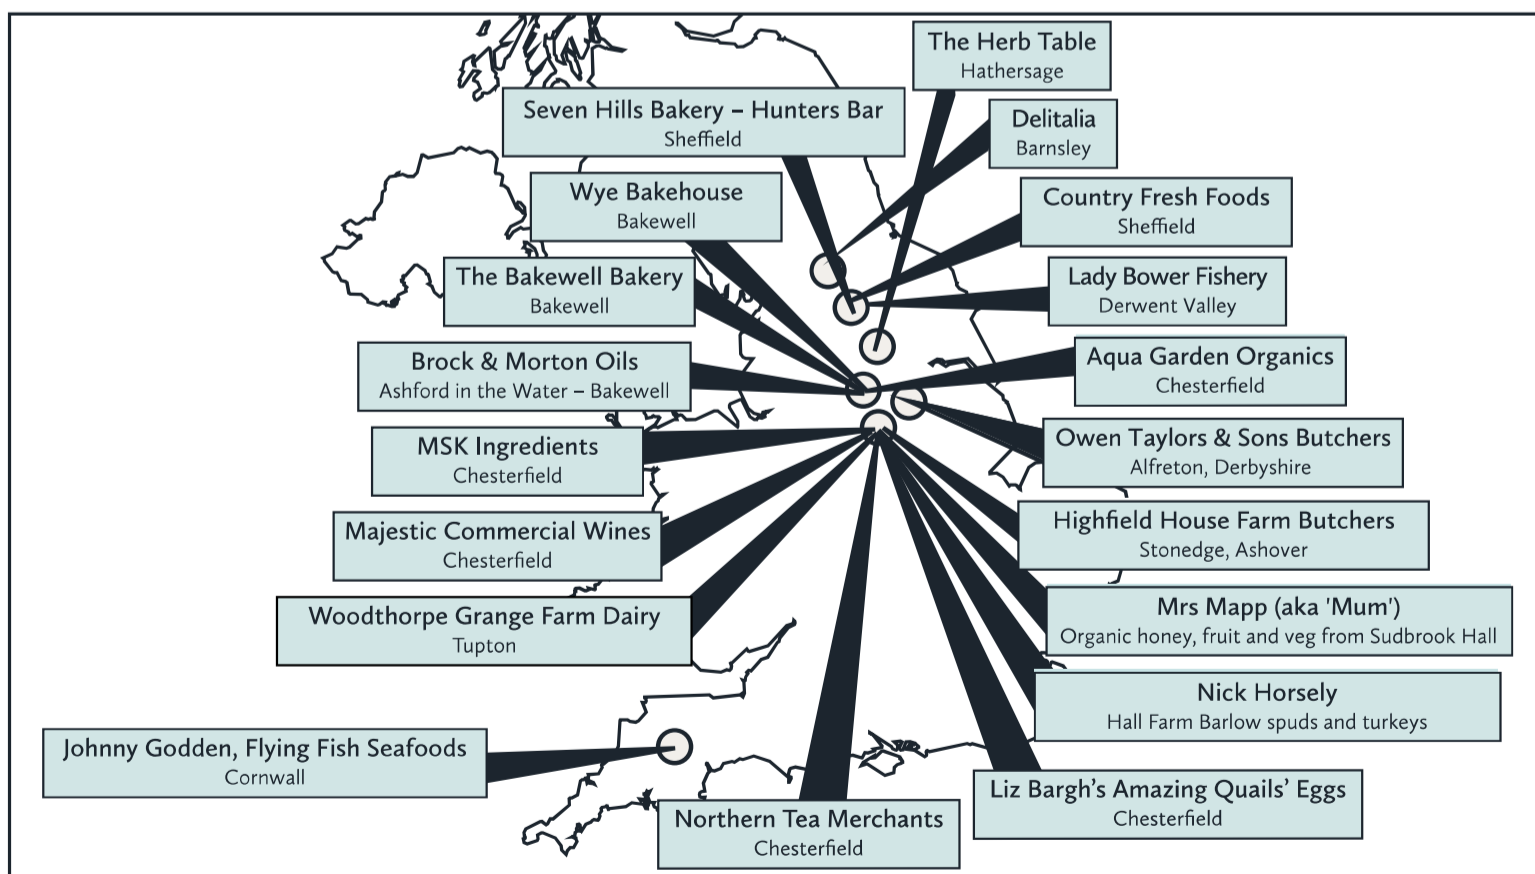 The Herb Table
Hathersage
Seven Hills Bakery – Hunters Bar
Sheffield
Delitalia
Barnsley
Wye Bakehouse
Bakewell
Country Fresh Foods
Sheffield
The Bakewell Bakery
Bakewell
Lady Bower Fishery
Derwent Valley
Brock & Morton Oils
Ashford in the Water – Bakewell
Aqua Garden Organics
Chesterfield
MSK Ingredients
Chesterfield
Owen Taylors & Sons Butchers
Alfreton, Derbyshire
Majestic Commercial Wines
Chesterfield
Highfield House Farm Butchers
Stonedge, Ashover
Woodthorpe Grange Farm Dairy
Tupton
Mrs Mapp (aka 'Mum')
Organic honey, fruit and veg from Sudbrook Hall
Nick Horsely
Hall Farm Barlow spuds and turkeys
Johnny Godden, Flying Fish Seafoods
Cornwall
Liz Bargh’s Amazing Quails’ Eggs
Chesterfield
Northern Tea Merchants
Chesterfield